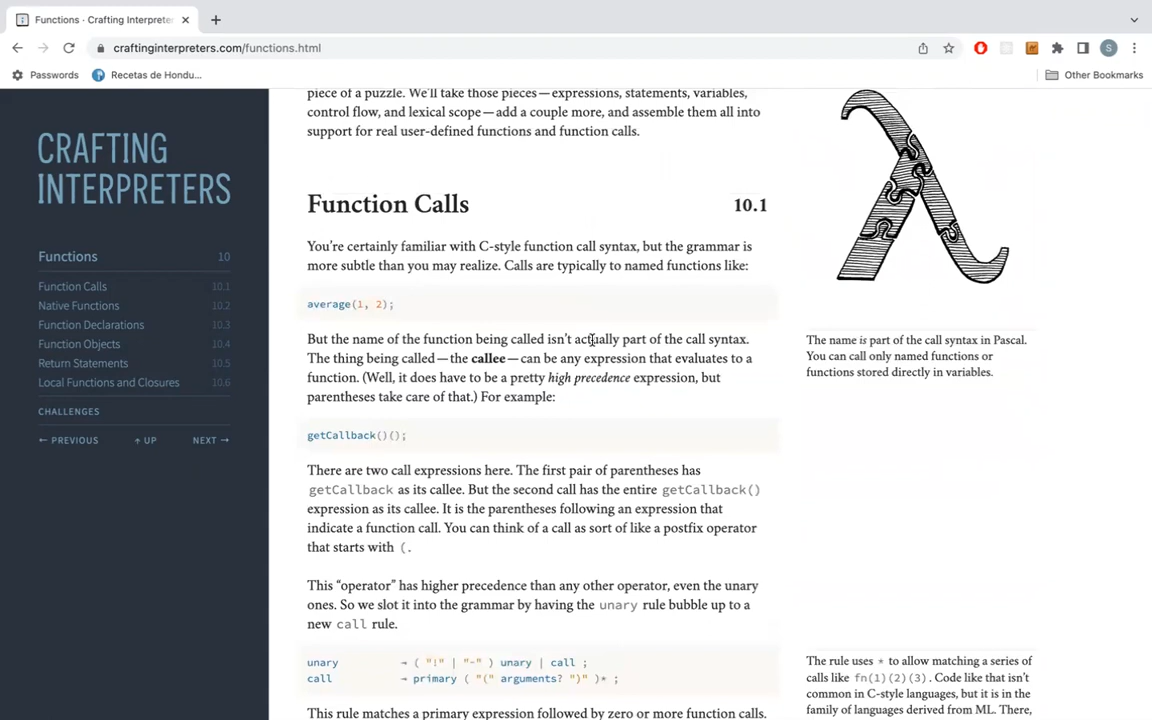 Functions · Crafting Interprete
craftinginterpreters.com/functions.html
S
Passwords
Recetas de Hondu...
Other Bookmarks
CRAFTING
INTERPRETERS
Functions 10
Function Calls 10.1
Native Functions 10.2
Function Declarations 10.3
Function Objects 10.4
Return Statements 10.5
Local Functions and Closures 10.6
CHALLENGES
← PREVIOUS ↑ UP NEXT →
piece of a puzzle. We’ll take those pieces—expressions, statements, variables,
control flow, and lexical scope—add a couple more, and assemble them all into
support for real user-defined functions and function calls.
Function Calls 10.1
You’re certainly familiar with C-style function call syntax, but the grammar is
more subtle than you may realize. Calls are typically to named functions like:
average(1, 2);
But the name of the function being called isn’t actually part of the call syntax.
The thing being called—the callee—can be any expression that evaluates to a
function. (Well, it does have to be a pretty high precedence expression, but
parentheses take care of that.) For example:
getCallback()();
There are two call expressions here. The first pair of parentheses has
getCallback as its callee. But the second call has the entire getCallback()
expression as its callee. It is the parentheses following an expression that
indicate a function call. You can think of a call as sort of like a postfix operator
that starts with (.
This “operator” has higher precedence than any other operator, even the unary
ones. So we slot it into the grammar by having the unary rule bubble up to a
new call rule.
unary → ( "!" | "-" ) unary | call ;
call → primary ( "(" arguments? ")" )* ;
This rule matches a primary expression followed by zero or more function calls.
λ
The name is part of the call syntax in Pascal.
You can call only named functions or
functions stored directly in variables.
The rule uses * to allow matching a series of
calls like fn(1)(2)(3). Code like that isn’t
common in C-style languages, but it is in the
family of languages derived from ML. There,